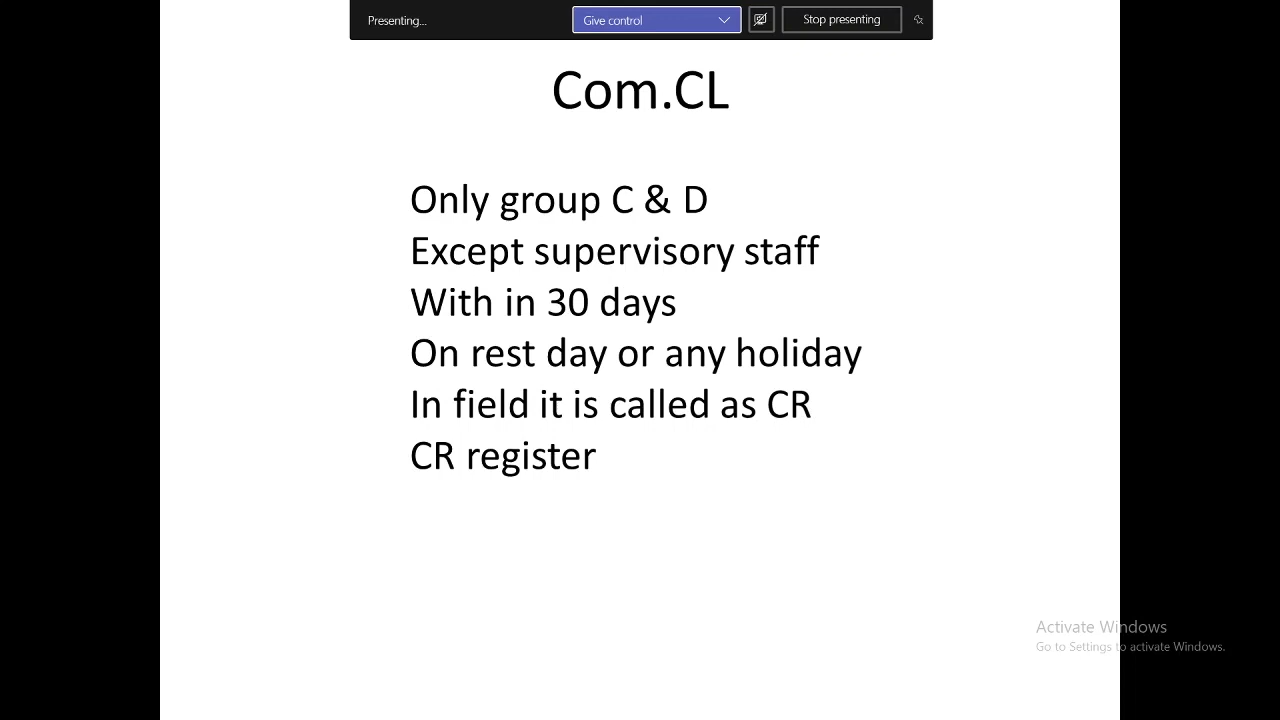 Presenting...
Give control
Stop presenting
Com.CL
Only group C & D
Except supervisory staff
With in 30 days
On rest day or any holiday
In field it is called as CR
CR register
Activate Windows
Go to Settings to activate Windows.